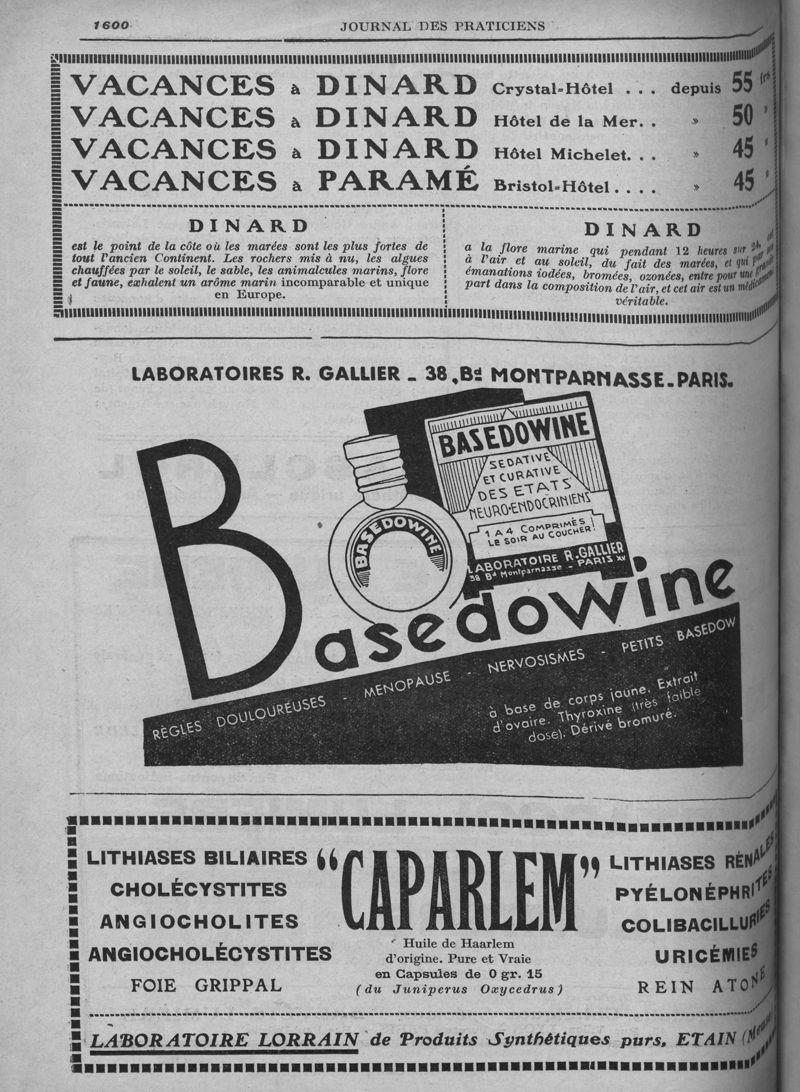 1600
JOURNAL DES PRATICIENS
VACANCES à DINARD Crystal-Hôtel . . . depuis 55 frs
VACANCES à DINARD Hôtel de la Mer. . » 50 »
VACANCES à DINARD Hôtel Michelet. . . » 45 »
VACANCES à PARAMÉ Bristol-Hôtel . . . . » 45 »
DINARD
est le point de la côte où les marées sont les plus fortes de
tout l'ancien Continent. Les rochers mis à nu, les algues
chauffées par le soleil, le sable, les animalcules marins, flore
et faune, exhalent un arôme marin incomparable et unique
en Europe.
DINARD
a la flore marine qui pendant 12 heures sur 24, est
à l'air et au soleil, du fait des marées, et qui par ses
émanations iodées, bromées, ozonées, entre pour une grande
part dans la composition de l'air, et cet air est un médicament
véritable.
LABORATOIRES R. GALLIER _ 38, Bd MONTPARNASSE_PARIS.
BASEDOWINE
SEDATIVE
ET CURATIVE
DES ETATS
NEURO-ENDOCRINIENS
1 A 4 COMPRIMÈS
LE SOIR AU COUCHER!
LABORATOIRE R. GALLIER
38 Bd Montparnasse - PARIS XV
BASEDOWINE
Basedowine
RÈGLES DOULOUREUSES - MENOPAUSE - NERVOSISMES - PETITS BASEDOW
à base de corps jaune. Extrait
d'ovaire. Thyroxine (très faible
dose). Dérivé bromuré.
LITHIASES BILIAIRES
CHOLÉCYSTITES
ANGIOCHOLITES
ANGIOCHOLÉCYSTITES
FOIE GRIPPAL
"CAPARLEM"
Huile de Haarlem
d'origine. Pure et Vraie
en Capsules de 0 gr. 15
(du Juniperus Oxycedrus)
LITHIASES RÉNALES
PYÉLONÉPHRITES
COLIBACILLURIES
URICÉMIES
REIN ATONE
LABORATOIRE LORRAIN de Produits Synthétiques purs, ETAIN